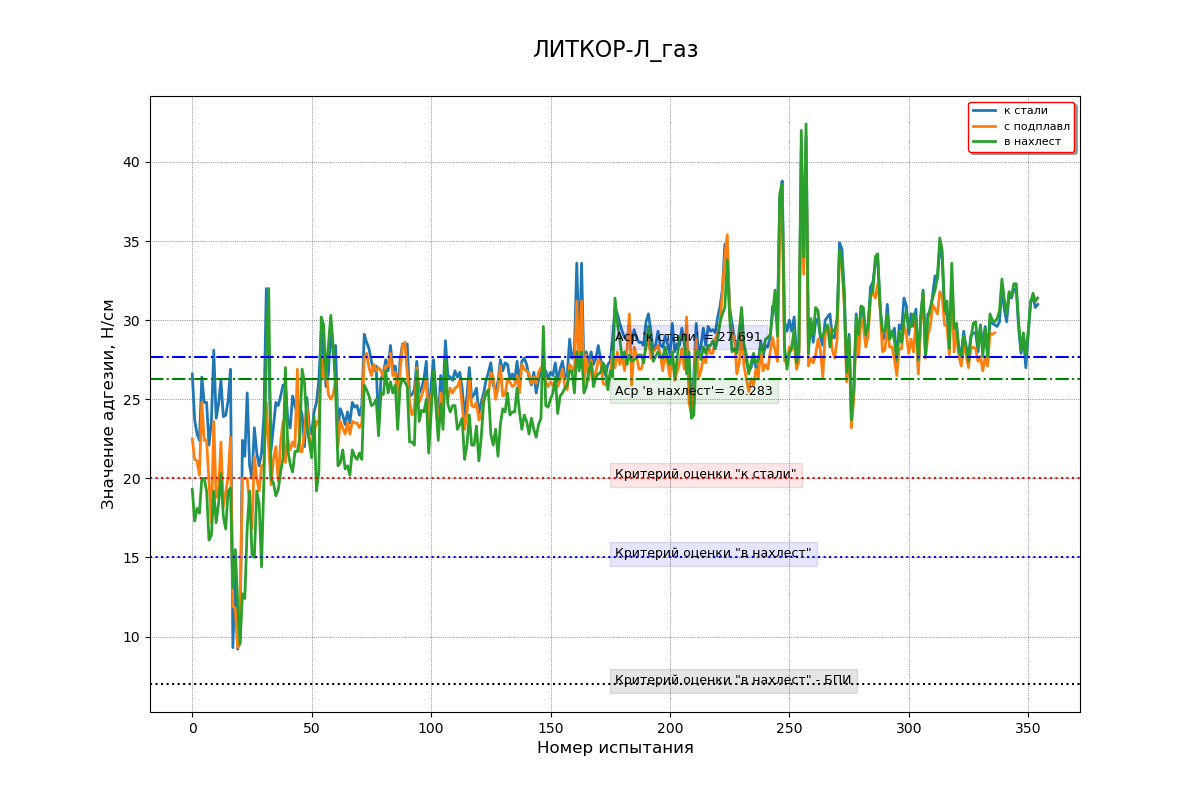 ЛИТКОР-Л_газ
к стали
с подплавл
в нахлест
Значение адгезии, Н/см
40
35
30
25
20
15
10
Аср 'к стали' = 27.691
Аср 'в нахлест'= 26.283
Критерий оценки "к стали"
Критерий оценки "в нахлест"
Критерий оценки "в нахлест" - БПИ
0 50 100 150 200 250 300 350
Номер испытания